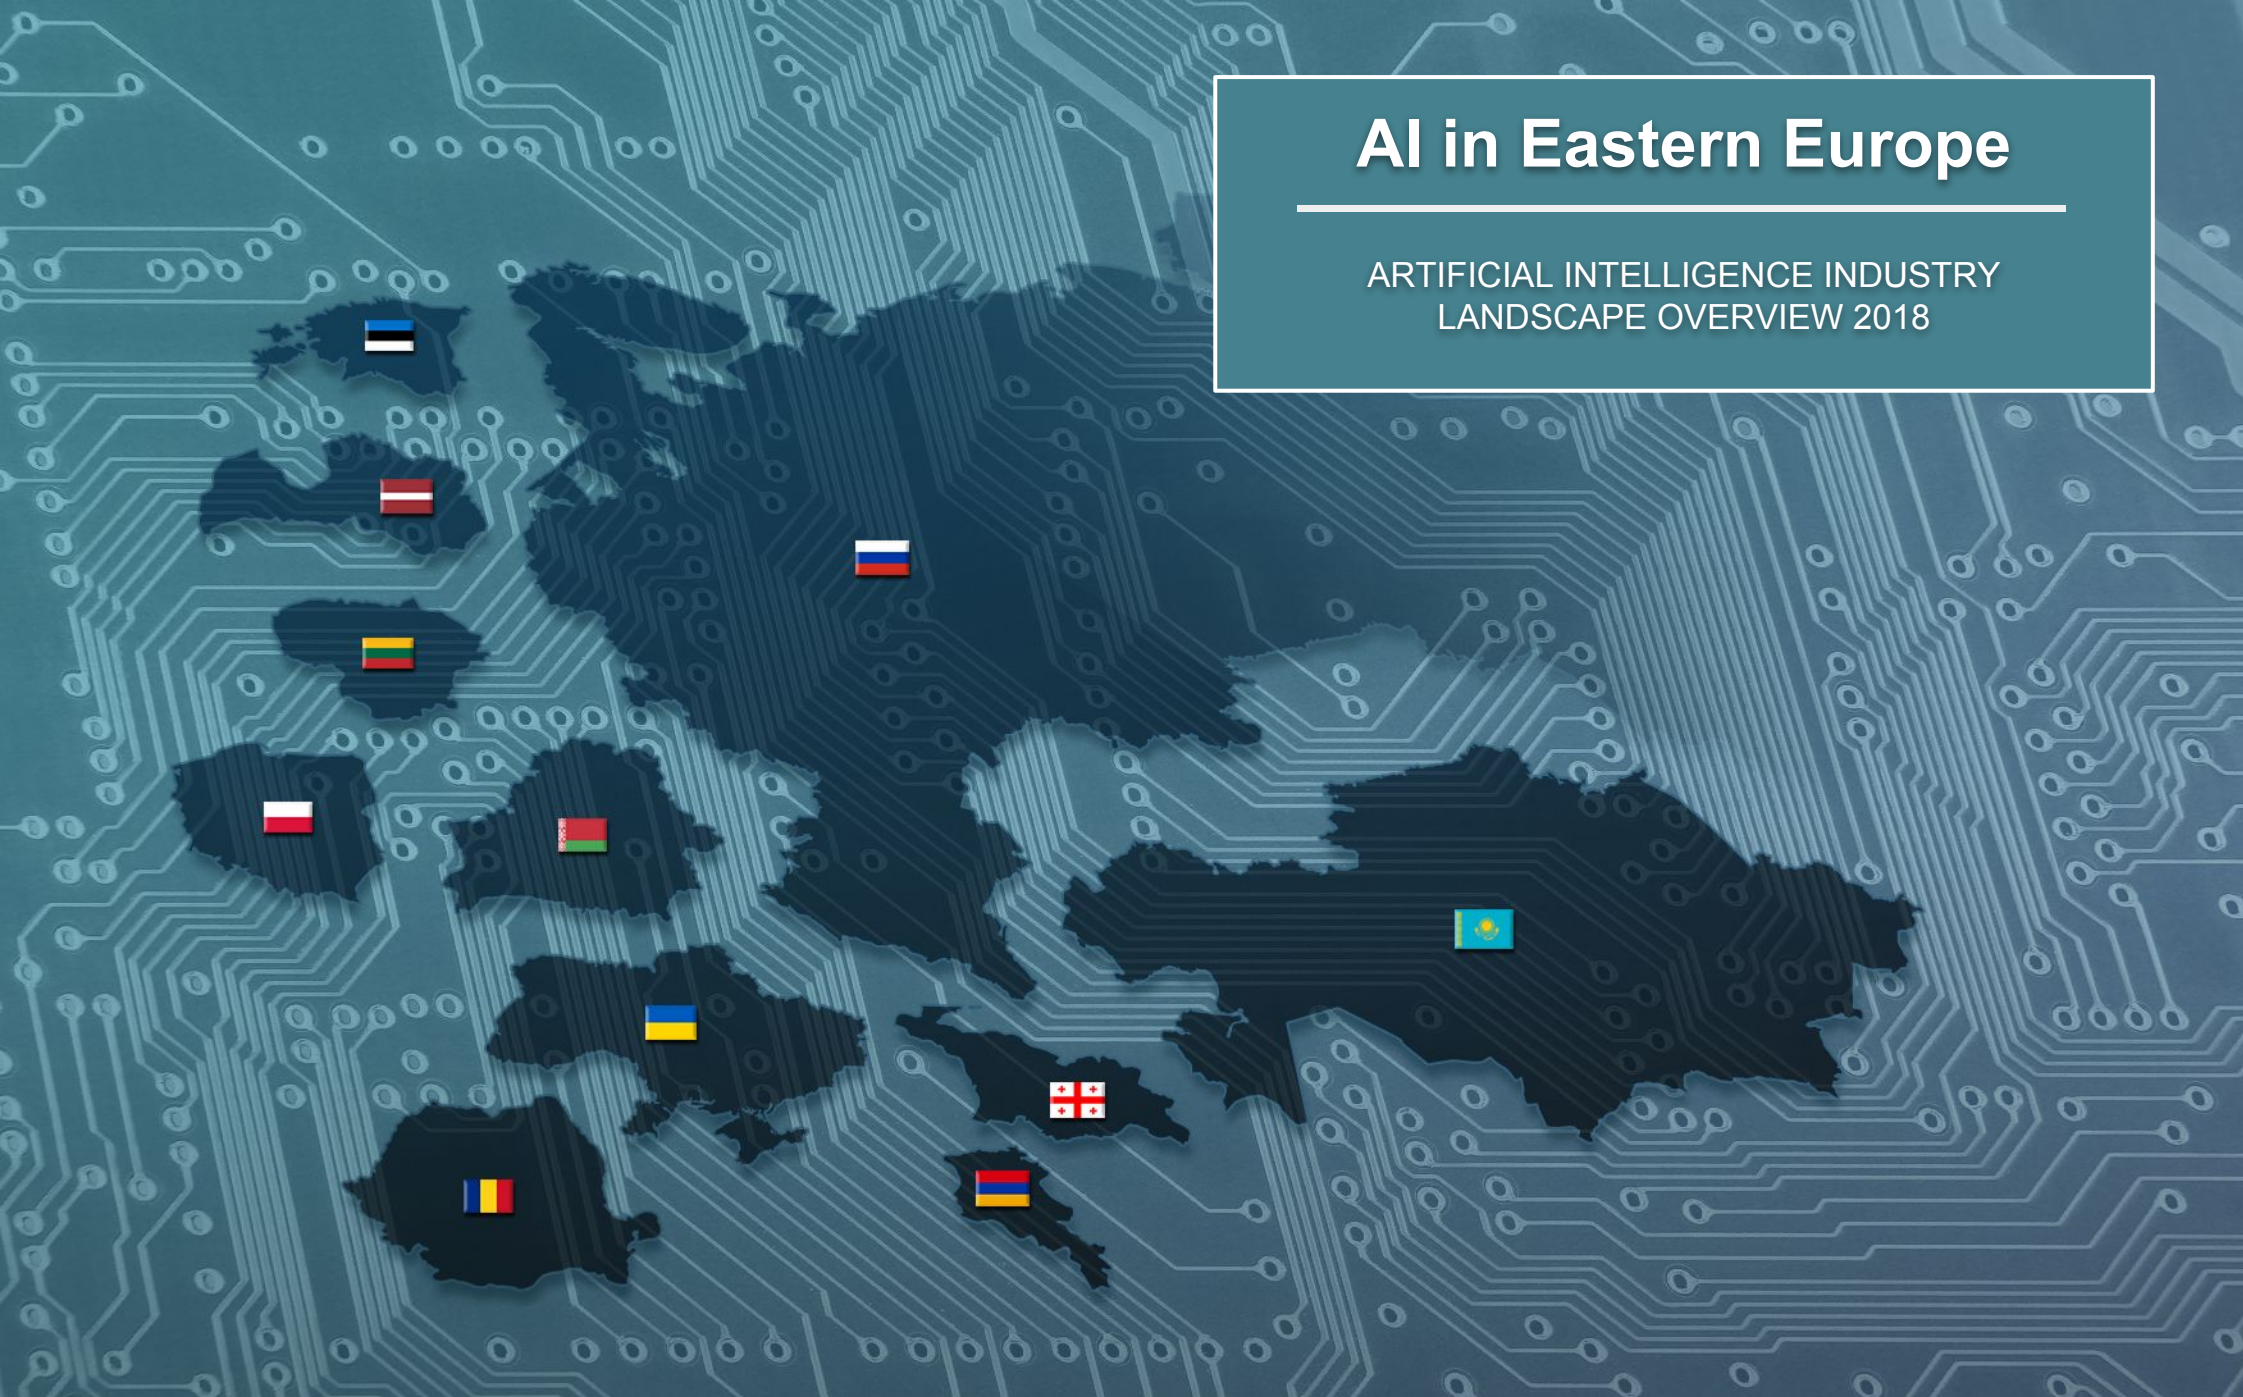 AI in Eastern Europe
ARTIFICIAL INTELLIGENCE INDUSTRY
LANDSCAPE OVERVIEW 2018